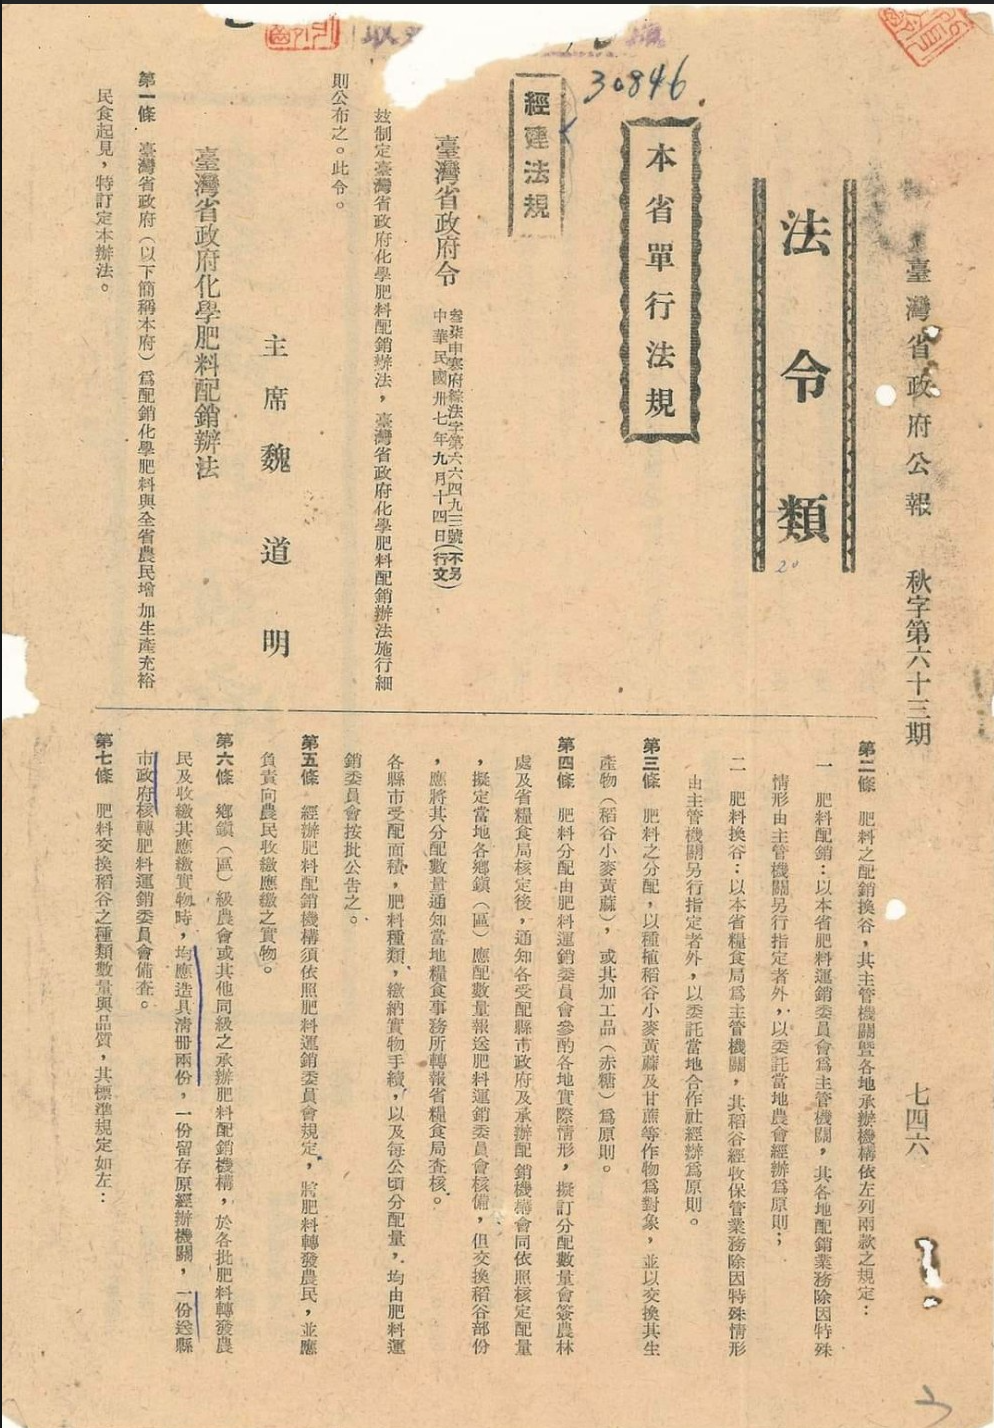 臺灣省政府公報　秋字第六十三期　七四六
法令類
本省單行法規
30846
經建法規
臺灣省政府令
叁柒申寒府綜法字第六六四九三號(不另
中華民國卅七年九月十四日行文)
玆制定臺灣省政府化學肥料配銷辦法，臺灣省政府化學肥料配銷辦法施行細
則公布之。此令。
主席魏道明
臺灣省政府化學肥料配銷辦法
第一條　臺灣省政府（以下簡稱本府）爲配銷化學肥料與全省農民增加生產充裕
民食起見，特訂定本辦法。
第二條　肥料之配銷換谷，其主管機關暨各地承辦機構依左列兩款之規定：
一　肥料配銷：以本省肥料運銷委員會爲主管機關，其各地配銷業務除因特殊
情形由主管機關另行指定者外，以委託當地農會經辦爲原則；
二　肥料換谷：以本省糧食局爲主管機關，其稻谷經收保管業務除因特殊情形
由主管機關另行指定者外，以委託當地合作社經辦爲原則。
第三條　肥料之分配，以種植稻谷小麥黃蔴及甘蔗等作物爲對象，並以交換其生
產物（稻谷小麥黃蔴），或其加工品（赤糖）爲原則。
第四條　肥料分配由肥料運銷委員會參酌各地實際情形，擬訂分配數量會簽農林
處及省糧食局核定後，通知各受配縣市政府及承辦配銷機構會同依照核定配量
，擬定當地各鄉鎭（區）應配數量報送肥料運銷委員會核備，但交換稻谷部份
，應將其分配數量通知當地糧食事務所轉報省糧食局查核。
各縣市受配面積，肥料種類，繳納實物手續，以及每公頃分配量，均由肥料運
銷委員會按批公告之。
第五條　經辦肥料配銷機構須依照肥料運銷委員會規定，將肥料轉發農民，並應
負責向農民收繳應繳之實物。
第六條　鄉鎭（區）級農會或其他同級之承辦肥料配銷機構，於各批肥料轉發農
民及收繳其應繳實物時，均應造具淸冊兩份，一份留存原經辦機關，一份送縣
市政府核轉肥料運銷委員會備查。
第七條　肥料交換稻谷之種類數量與品質，其標準規定如左：